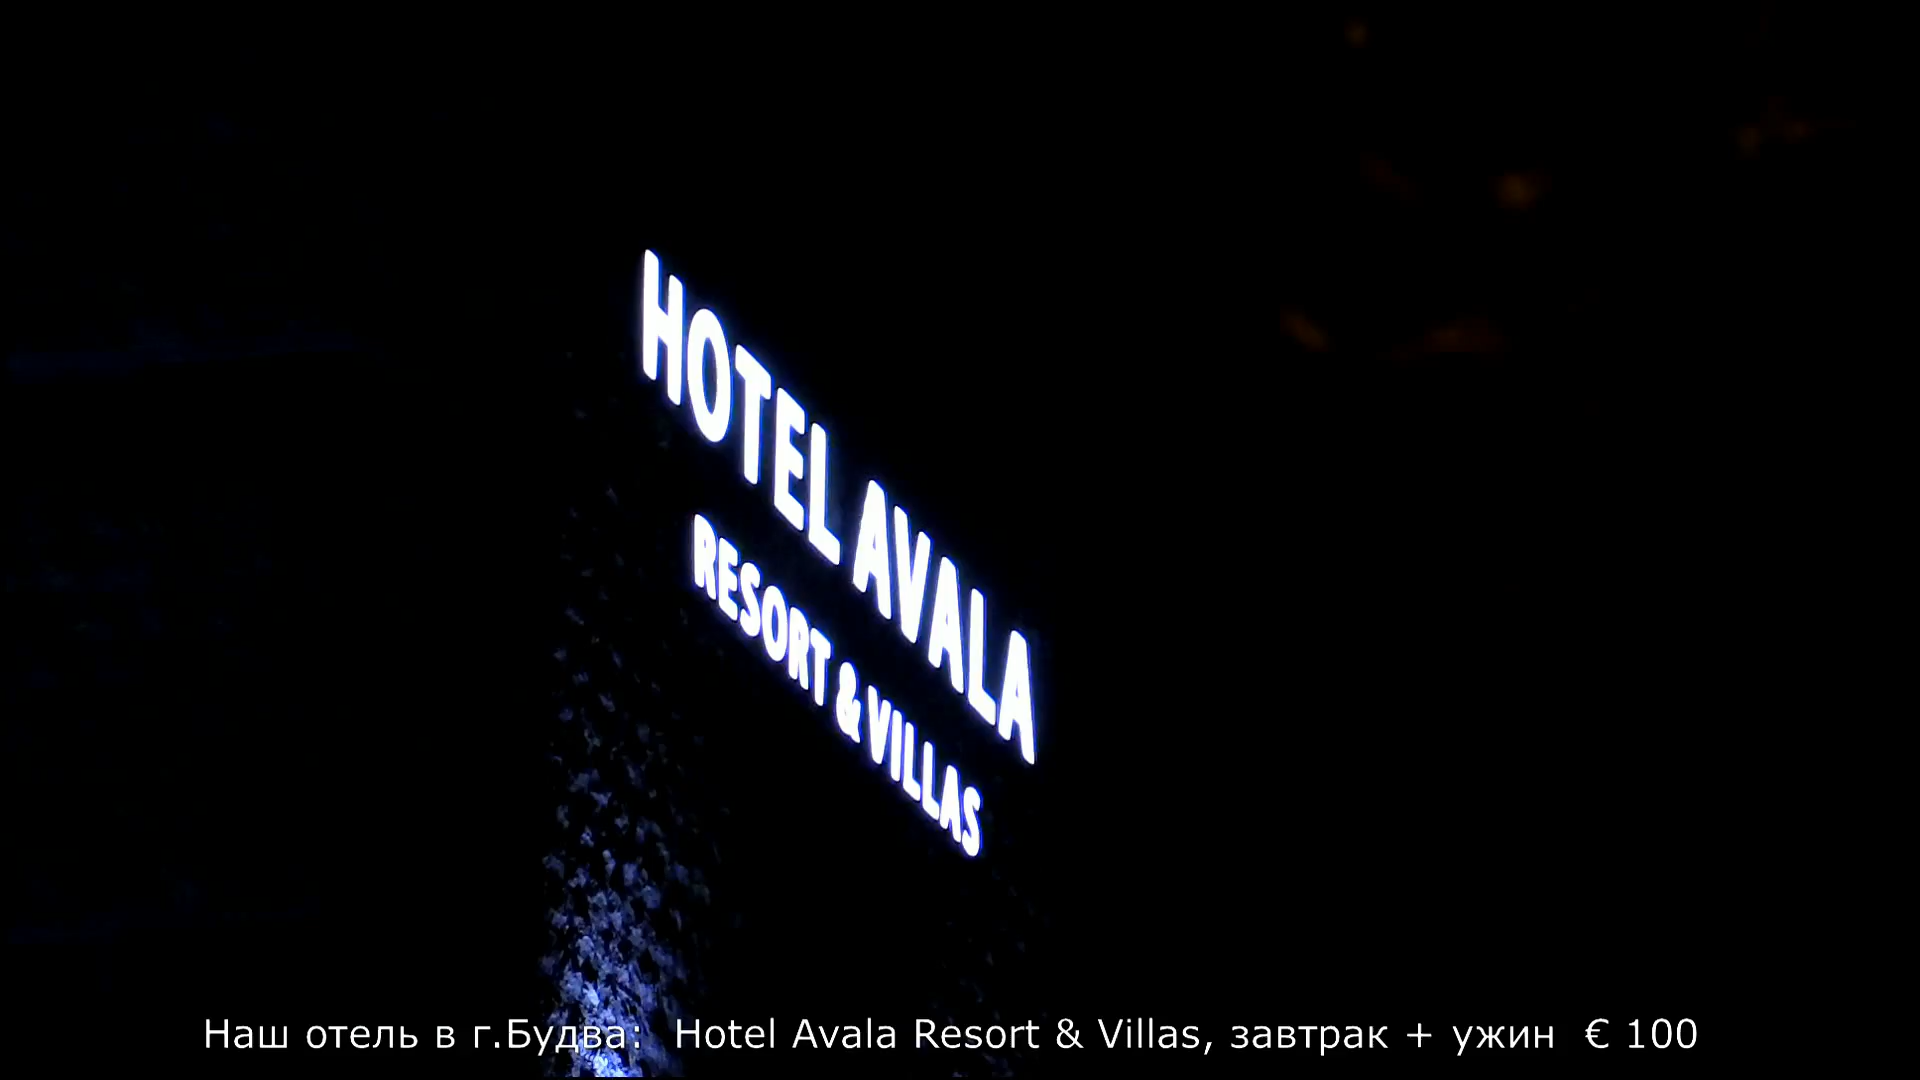 HOTEL AVALA
RESORT & VILLAS
Наш отель в г.Будва: Hotel Avala Resort & Villas, завтрак + ужин € 100